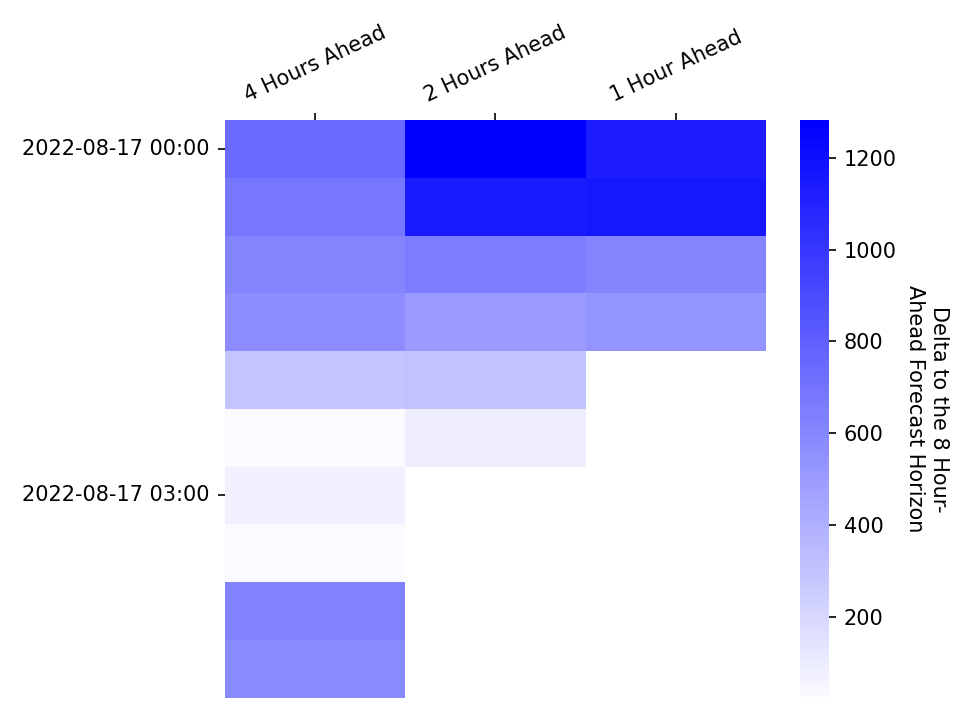 4 Hours Ahead
2 Hours Ahead
1 Hour Ahead
2022-08-17 00:00
2022-08-17 03:00
1200
1000
800
600
400
200
Delta to the 8 Hour-
Ahead Forecast Horizon